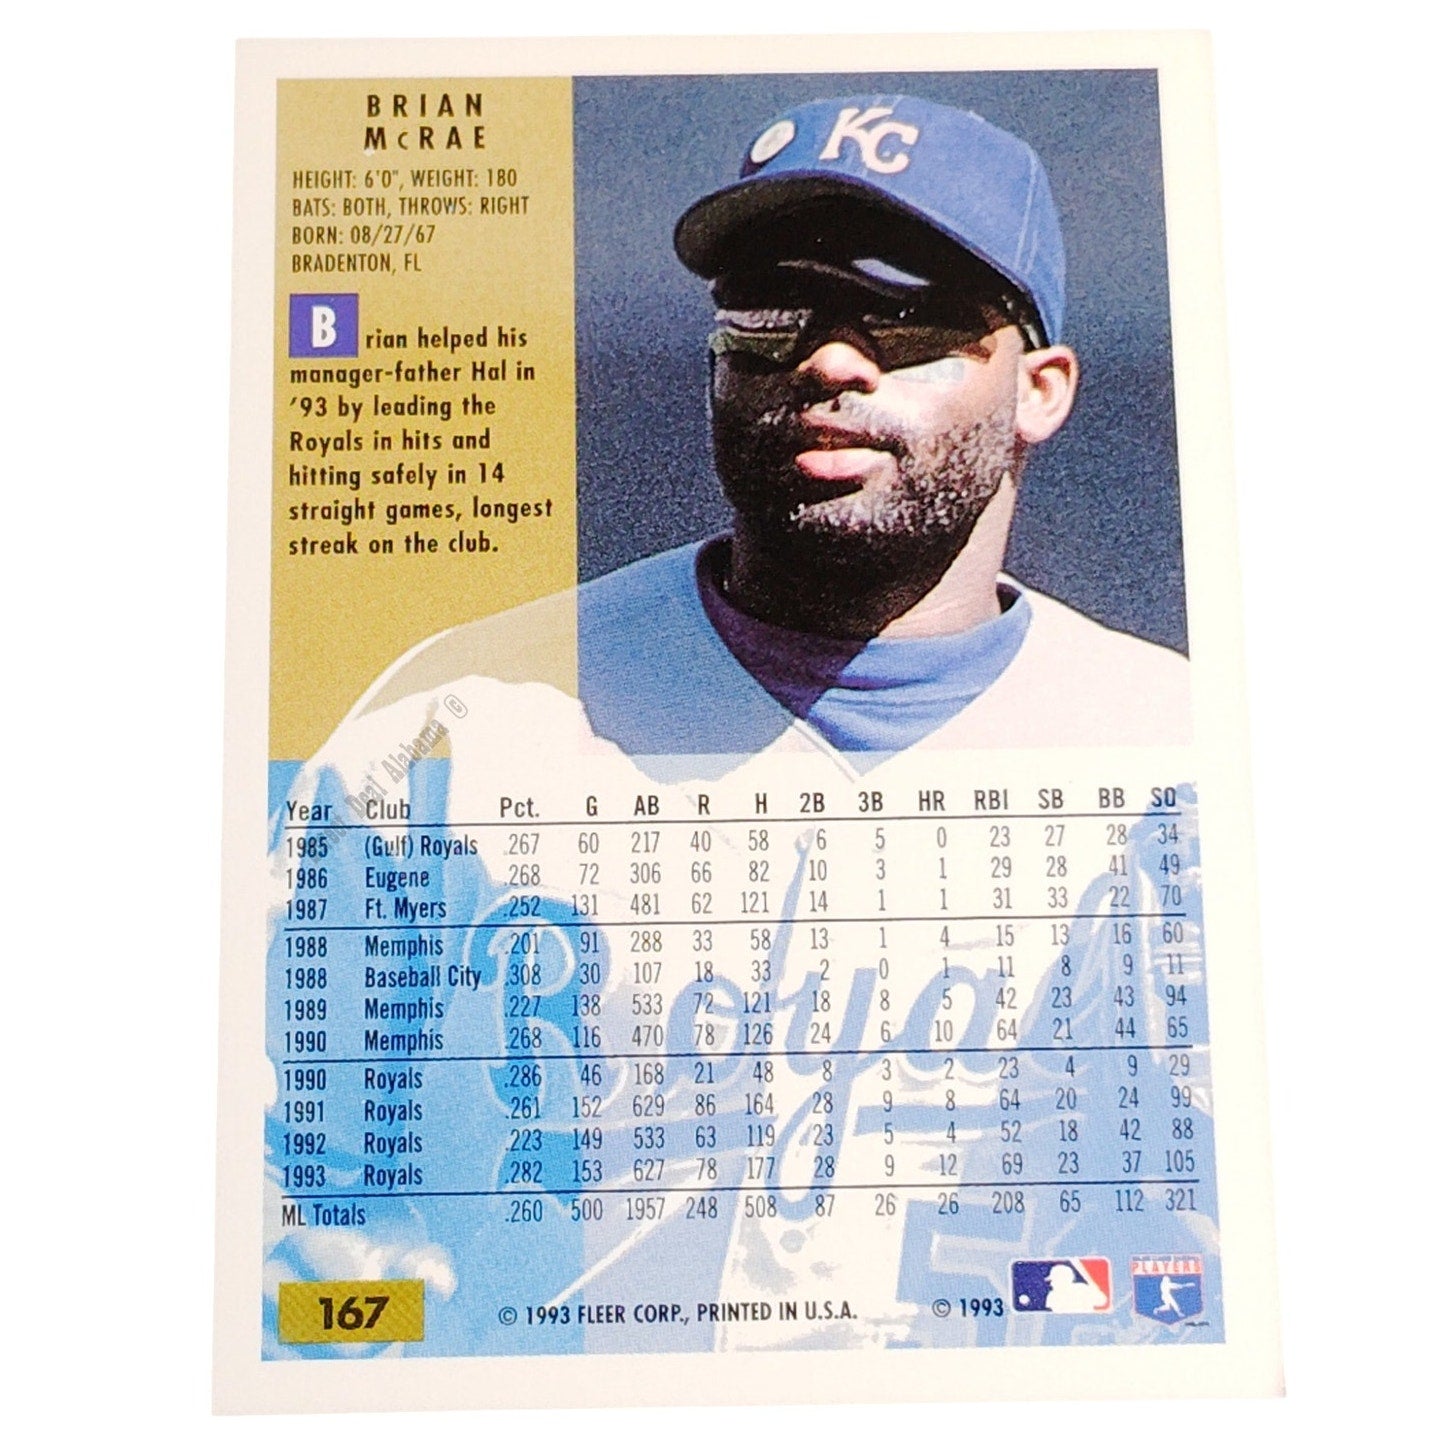 BRIAN
McRAE
HEIGHT: 6'0", WEIGHT: 180
BATS: BOTH, THROWS: RIGHT
BORN: 08/27/67
BRADENTON, FL
KC
Brian helped his
manager-father Hal in
'93 by leading the
Royals in hits and
hitting safely in 14
straight games, longest
streak on the club.
Deal Alabama ©
Year Club Pct. G AB R H 2B 3B HR RBI SB BB SO
1985 (Gulf) Royals .267 60 217 40 58 6 5 0 23 27 28 34
1986 Eugene .268 72 306 66 82 10 3 1 29 28 41 49
1987 Ft. Myers .252 131 481 62 121 14 1 1 31 33 22 70
1988 Memphis .201 91 288 33 58 13 1 4 15 13 16 60
1988 Baseball City .308 30 107 18 33 2 0 1 11 8 9 11
1989 Memphis .227 138 533 72 121 18 8 5 42 23 43 94
1990 Memphis .268 116 470 78 126 24 6 10 64 21 44 65
1990 Royals .286 46 168 21 48 8 3 2 23 4 9 29
1991 Royals .261 152 629 86 164 28 9 8 64 20 24 99
1992 Royals .223 149 533 63 119 23 5 4 52 18 42 88
1993 Royals .282 153 627 78 177 28 9 12 69 23 37 105
ML Totals .260 500 1957 248 508 87 26 26 208 65 112 321
Royals
167
© 1993 FLEER CORP., PRINTED IN U.S.A.
© 1993
PLAYERS